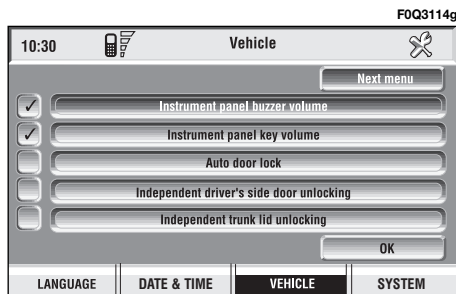 F0Q3114g
10:30 Vehicle
Next menu
Instrument panel buzzer volume
Instrument panel key volume
Auto door lock
Independent driver's side door unlocking
Independent trunk lid unlocking
OK
LANGUAGE DATE & TIME VEHICLE SYSTEM